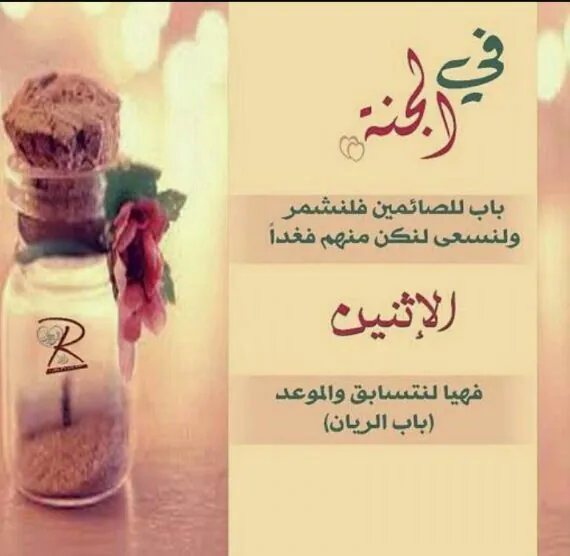 في
الجنة
باب للصائمين فلنشمر
ولنسعى لنكن منهم فغداً
الإثنين
فهيا لنتسابق والموعد
(باب الريان)
R